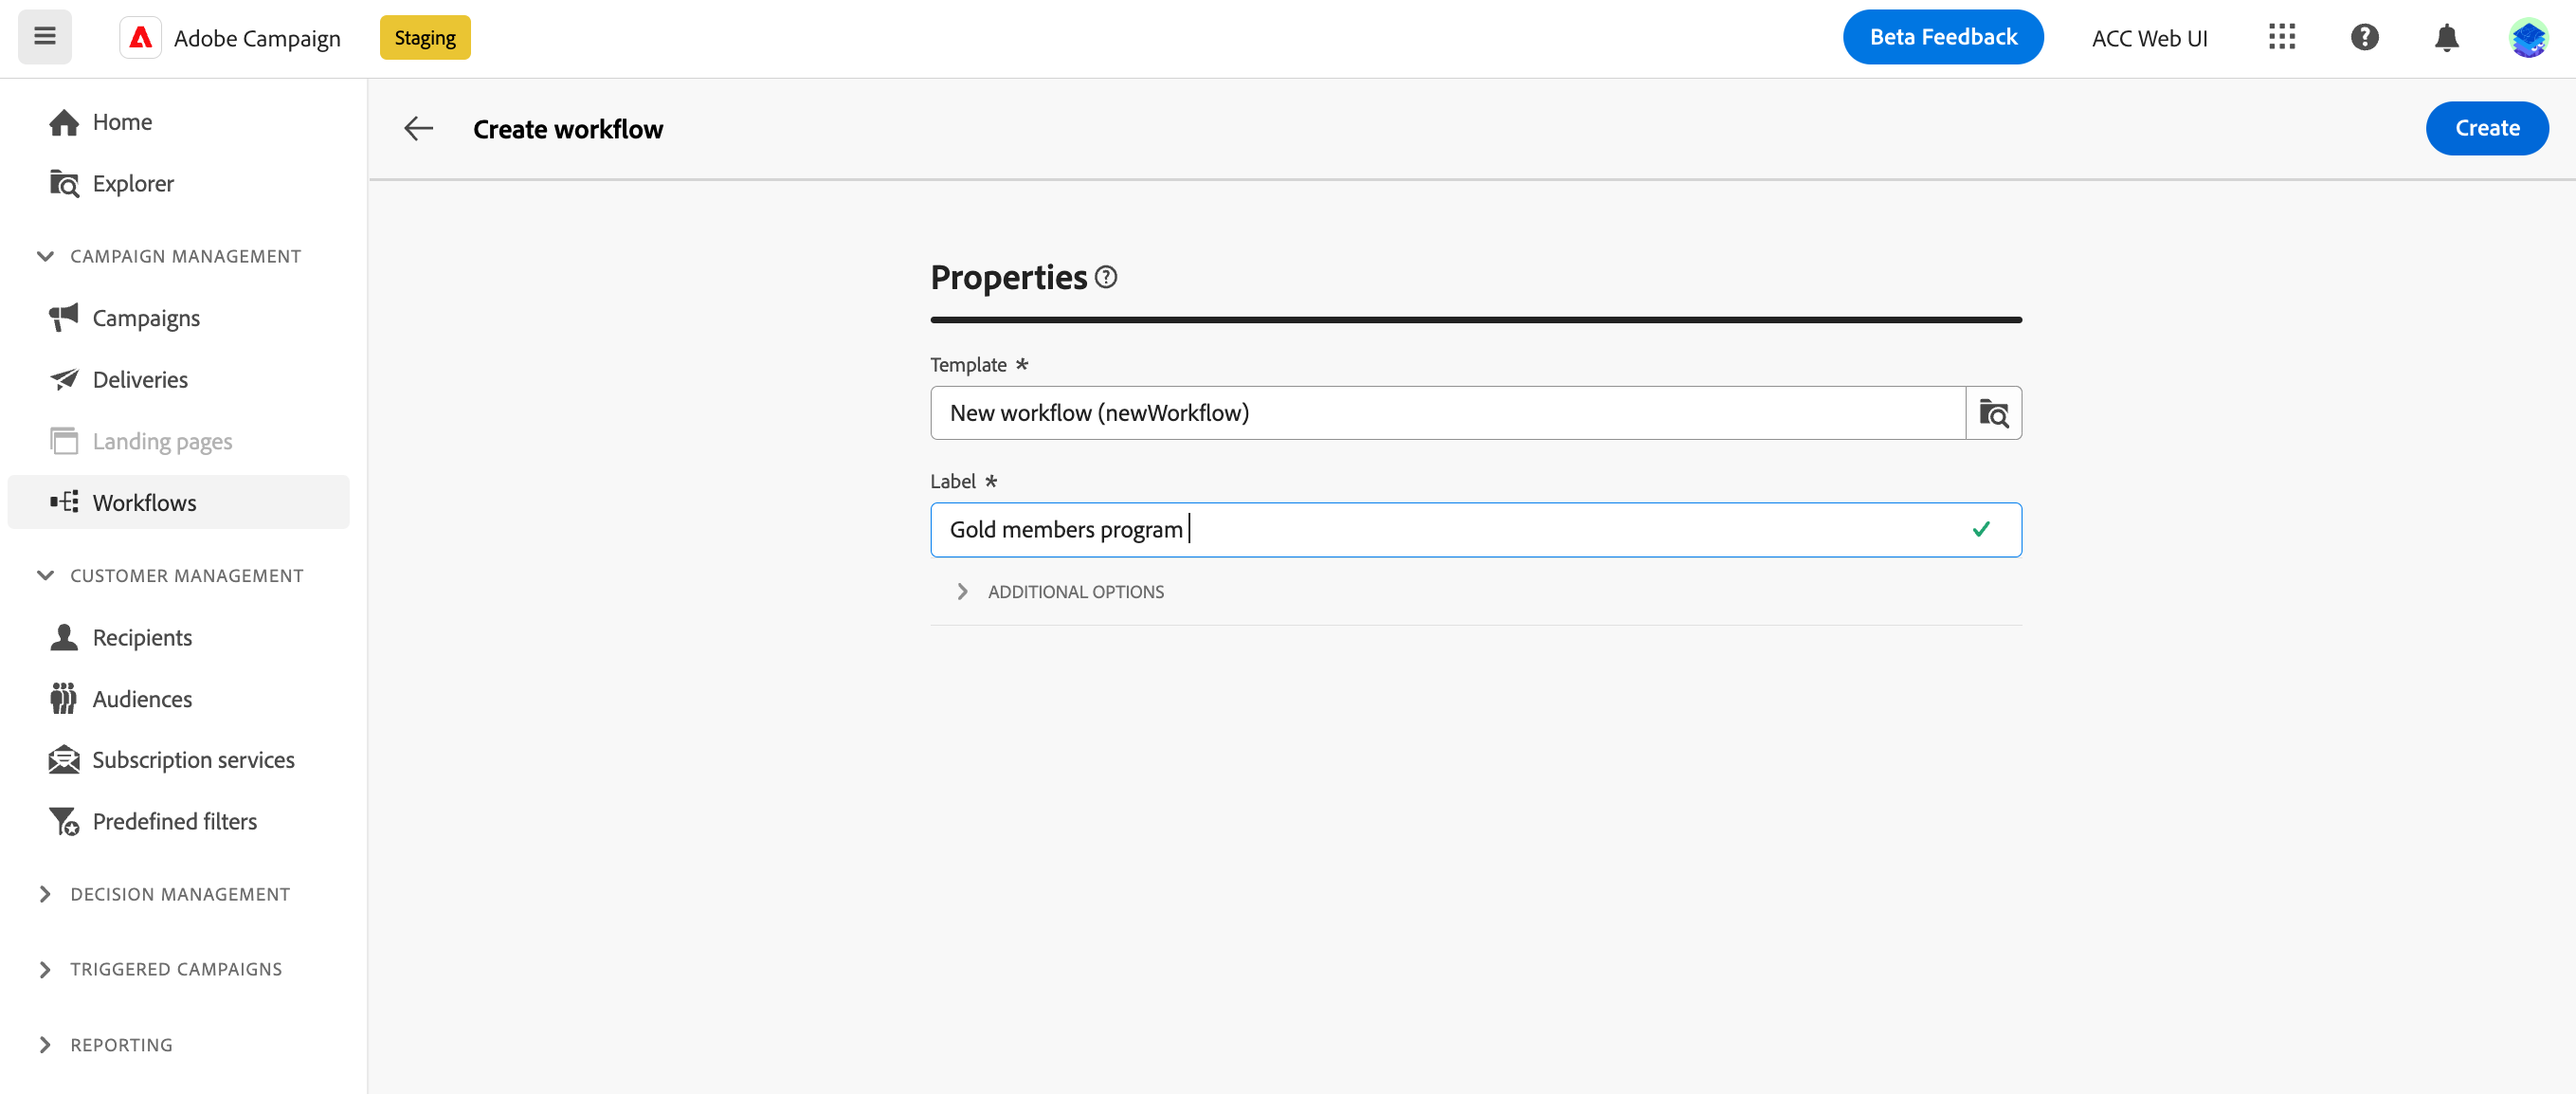 Adobe Campaign
Staging
Beta Feedback
ACC Web UI
Home
Explorer
CAMPAIGN MANAGEMENT
Campaigns
Deliveries
Landing pages
Workflows
CUSTOMER MANAGEMENT
Recipients
Audiences
Subscription services
Predefined filters
DECISION MANAGEMENT
TRIGGERED CAMPAIGNS
REPORTING
Create workflow
Create
Properties
Template *
New workflow (newWorkflow)
Label *
Gold members program
ADDITIONAL OPTIONS